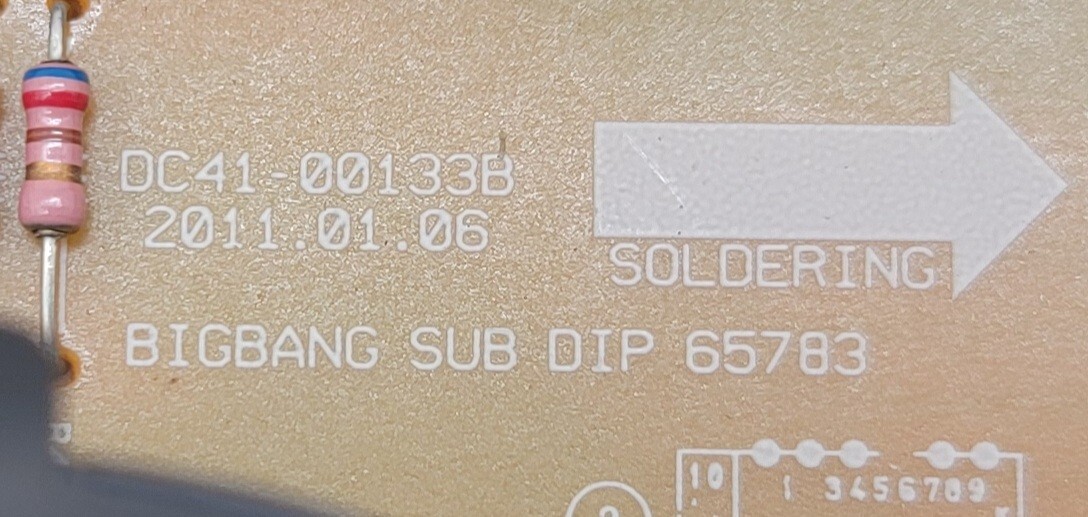 DC41-00133B
2011.01.06
SOLDERING
BIGBANG SUB DIP 65783
10
1 3456789